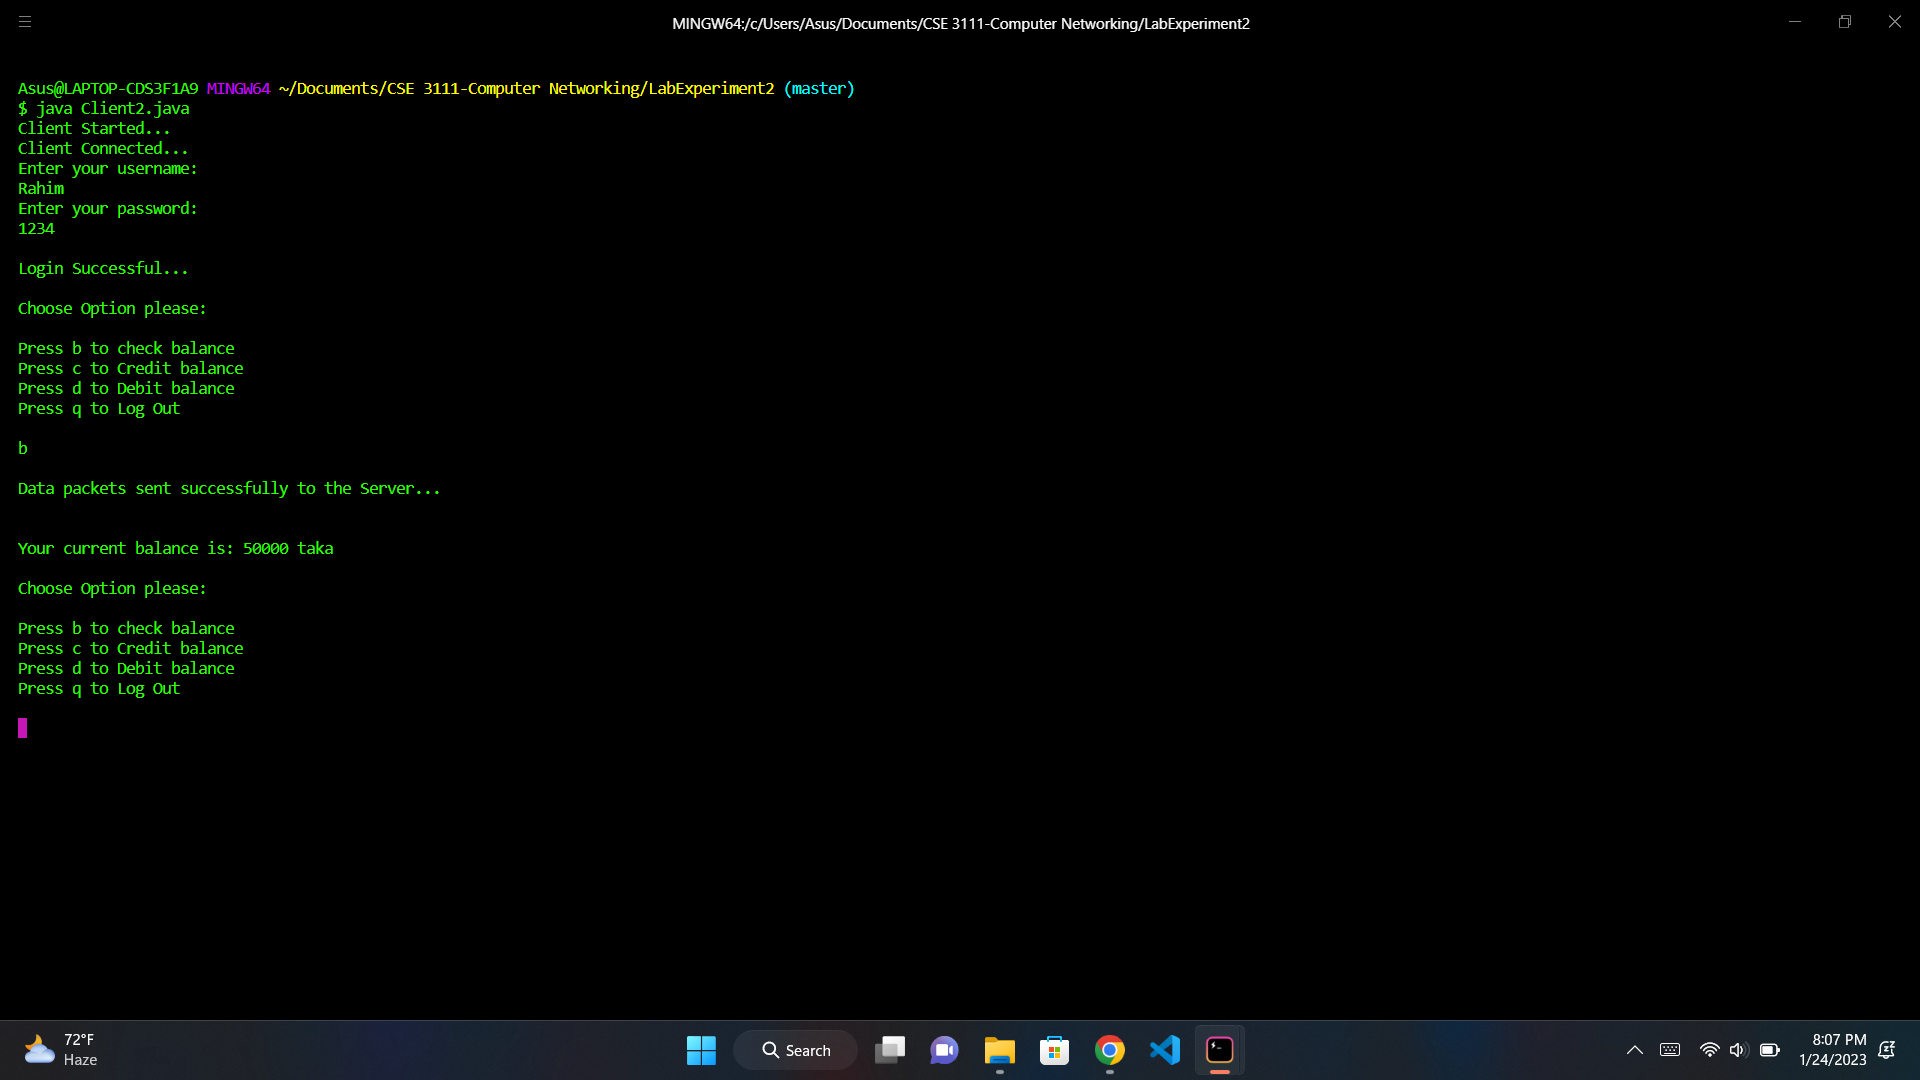 MINGW64:/c/Users/Asus/Documents/CSE 3111-Computer Networking/LabExperiment2
Asus@LAPTOP-CDS3F1A9 MINGW64 ~/Documents/CSE 3111-Computer Networking/LabExperiment2 (master)
$ java Client2.java
Client Started...
Client Connected...
Enter your username:
Rahim
Enter your password:
1234
Login Successful...
Choose Option please:
Press b to check balance
Press c to Credit balance
Press d to Debit balance
Press q to Log Out
b
Data packets sent successfully to the Server...
Your current balance is: 50000 taka
Choose Option please:
Press b to check balance
Press c to Credit balance
Press d to Debit balance
Press q to Log Out
72°F
Haze
Search
8:07 PM
1/24/2023